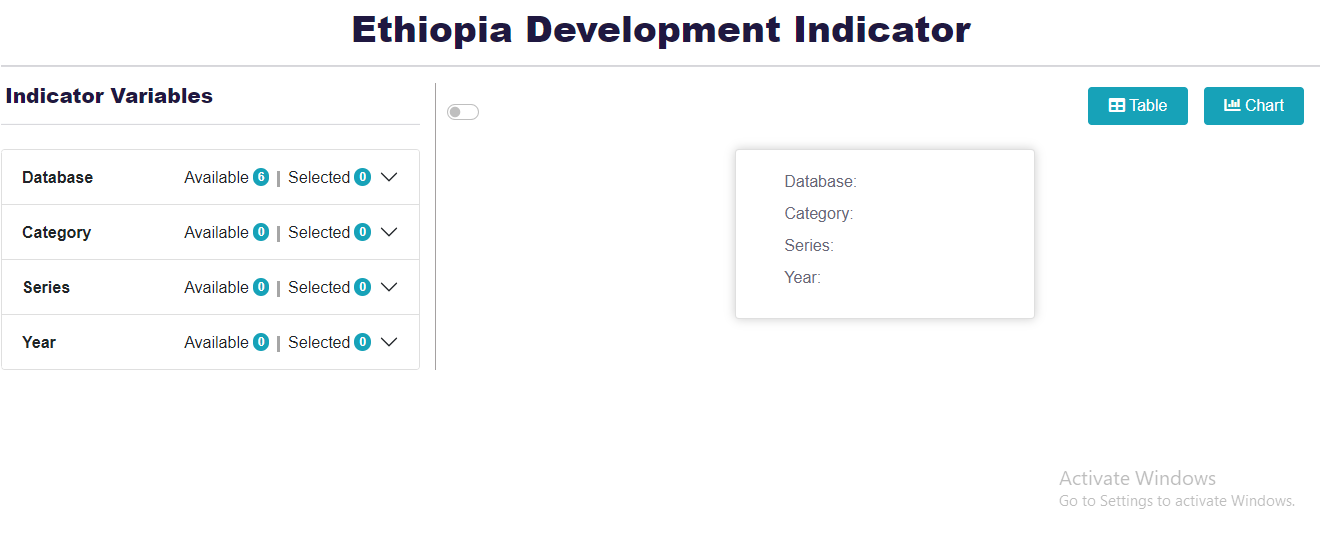 Ethiopia Development Indicator
Indicator Variables
Table
Chart
Database Available 6 | Selected 0
Category Available 0 | Selected 0
Series Available 0 | Selected 0
Year Available 0 | Selected 0
Database:
Category:
Series:
Year:
Activate Windows
Go to Settings to activate Windows.